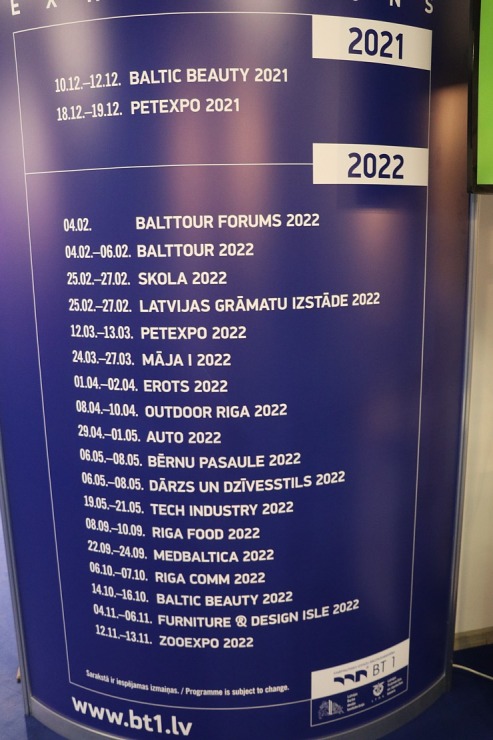 2021
10.12.–12.12. BALTIC BEAUTY 2021
18.12.–19.12. PETEXPO 2021
2022
04.02. BALTTOUR FORUMS 2022
04.02.–06.02. BALTTOUR 2022
25.02.–27.02. SKOLA 2022
25.02.–27.02. LATVIJAS GRĀMATU IZSTĀDE 2022
12.03.–13.03. PETEXPO 2022
24.03.–27.03. MĀJA I 2022
01.04.–02.04. EROTS 2022
08.04.–10.04. OUTDOOR RIGA 2022
29.04.–01.05. AUTO 2022
06.05.–08.05. BĒRNU PASAULE 2022
06.05.–08.05. DĀRZS UN DZĪVESSTILS 2022
19.05.–21.05. TECH INDUSTRY 2022
08.09.–10.09. RIGA FOOD 2022
22.09.–24.09. MEDBALTICA 2022
06.10.–07.10. RIGA COMM 2022
14.10.–16.10. BALTIC BEAUTY 2022
04.11.–06.11. FURNITURE & DESIGN ISLE 2022
12.11.–13.11. ZOOEXPO 2022
Sarakstā ir iespējamas izmaiņas. / Programme is subject to change.
BT 1
www.bt1.lv